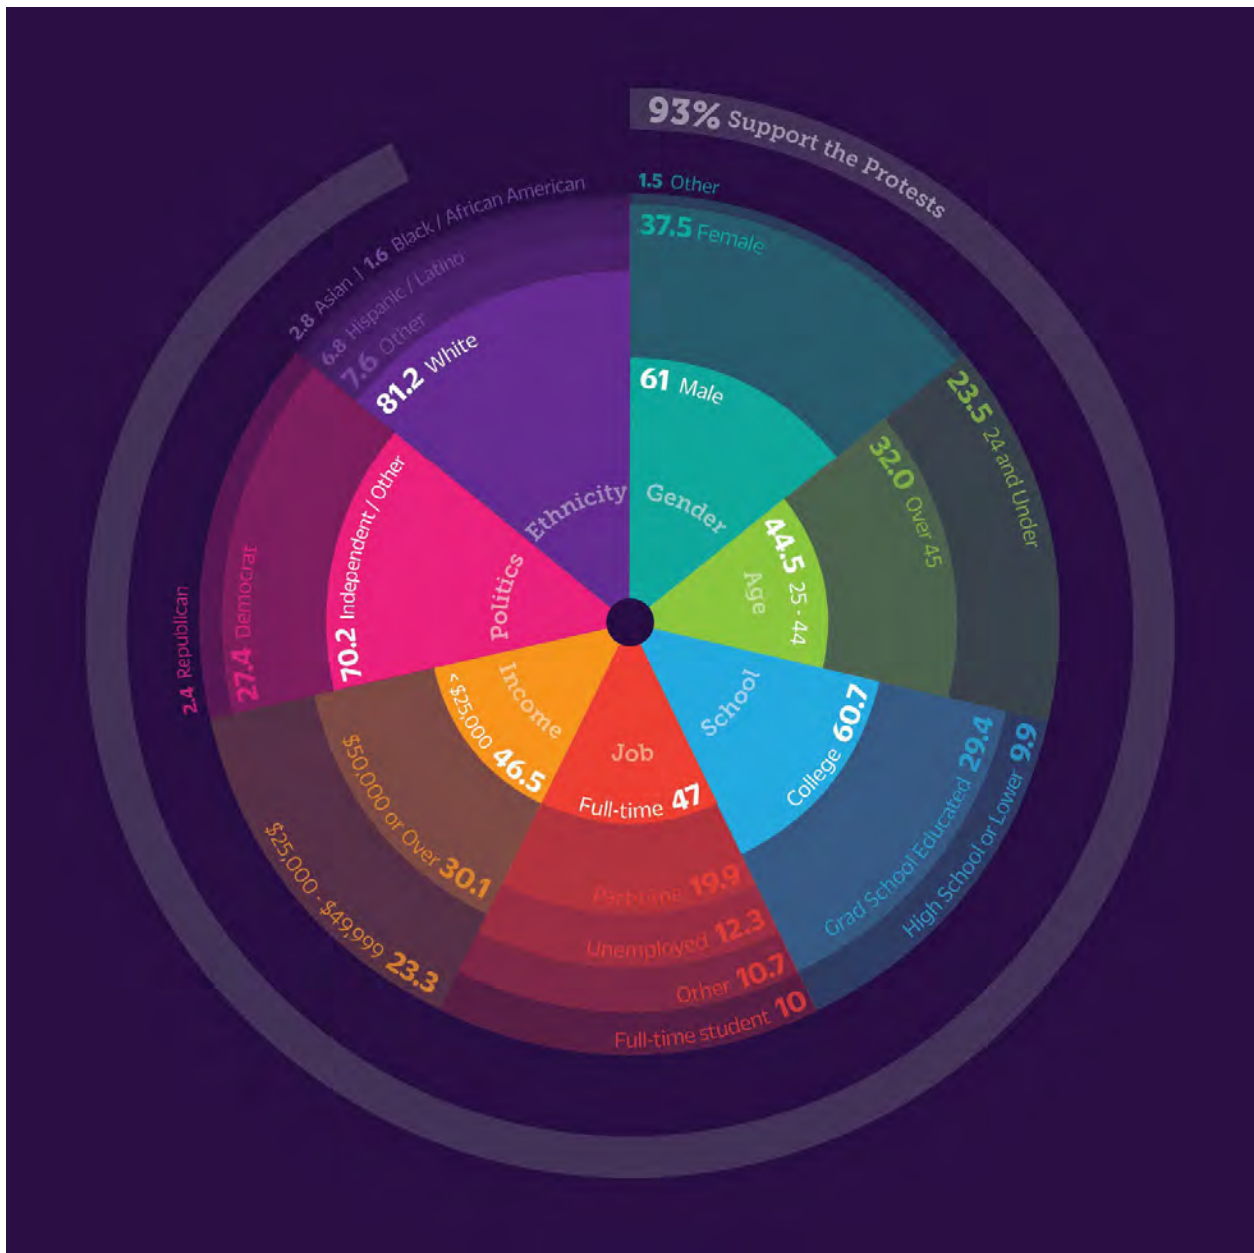 93% Support the Protests
1.5 Other
37.5 Female
61 Male
Gender
23.5 24 and Under
32.0 Over 45
44.5 25 - 44
Age
School
College 60.7
Grad School Educated 29.4
High School or Lower 9.9
Job
Full-time 47
Part-time 19.9
Unemployed 12.3
Other 10.7
Full-time student 10
Income
< $25,000 46.5
$50,000 or Over 30.1
$25,000 - $49,999 23.3
Politics
70.2 Independent / Other
27.4 Democrat
2.4 Republican
Ethnicity
81.2 White
7.6 Other
6.8 Hispanic / Latino
2.8 Asian | 1.6 Black / African American